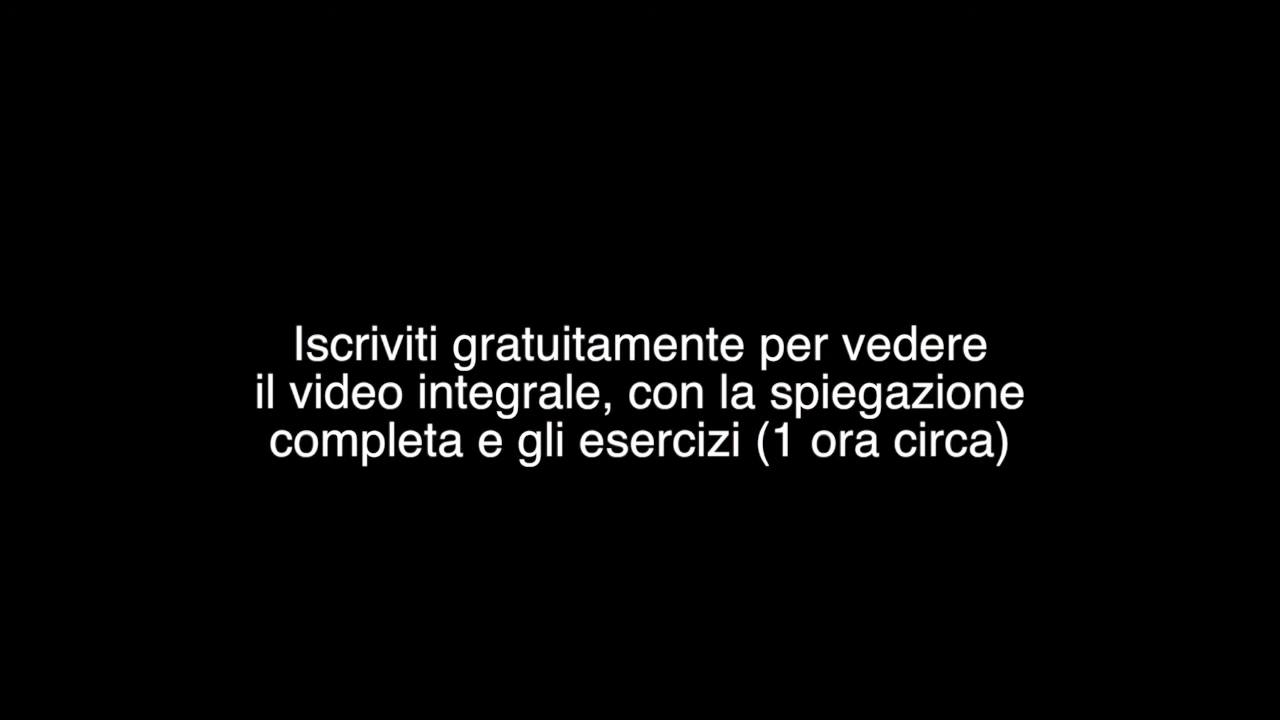 Iscriviti gratuitamente per vedere
il video integrale, con la spiegazione
completa e gli esercizi (1 ora circa)